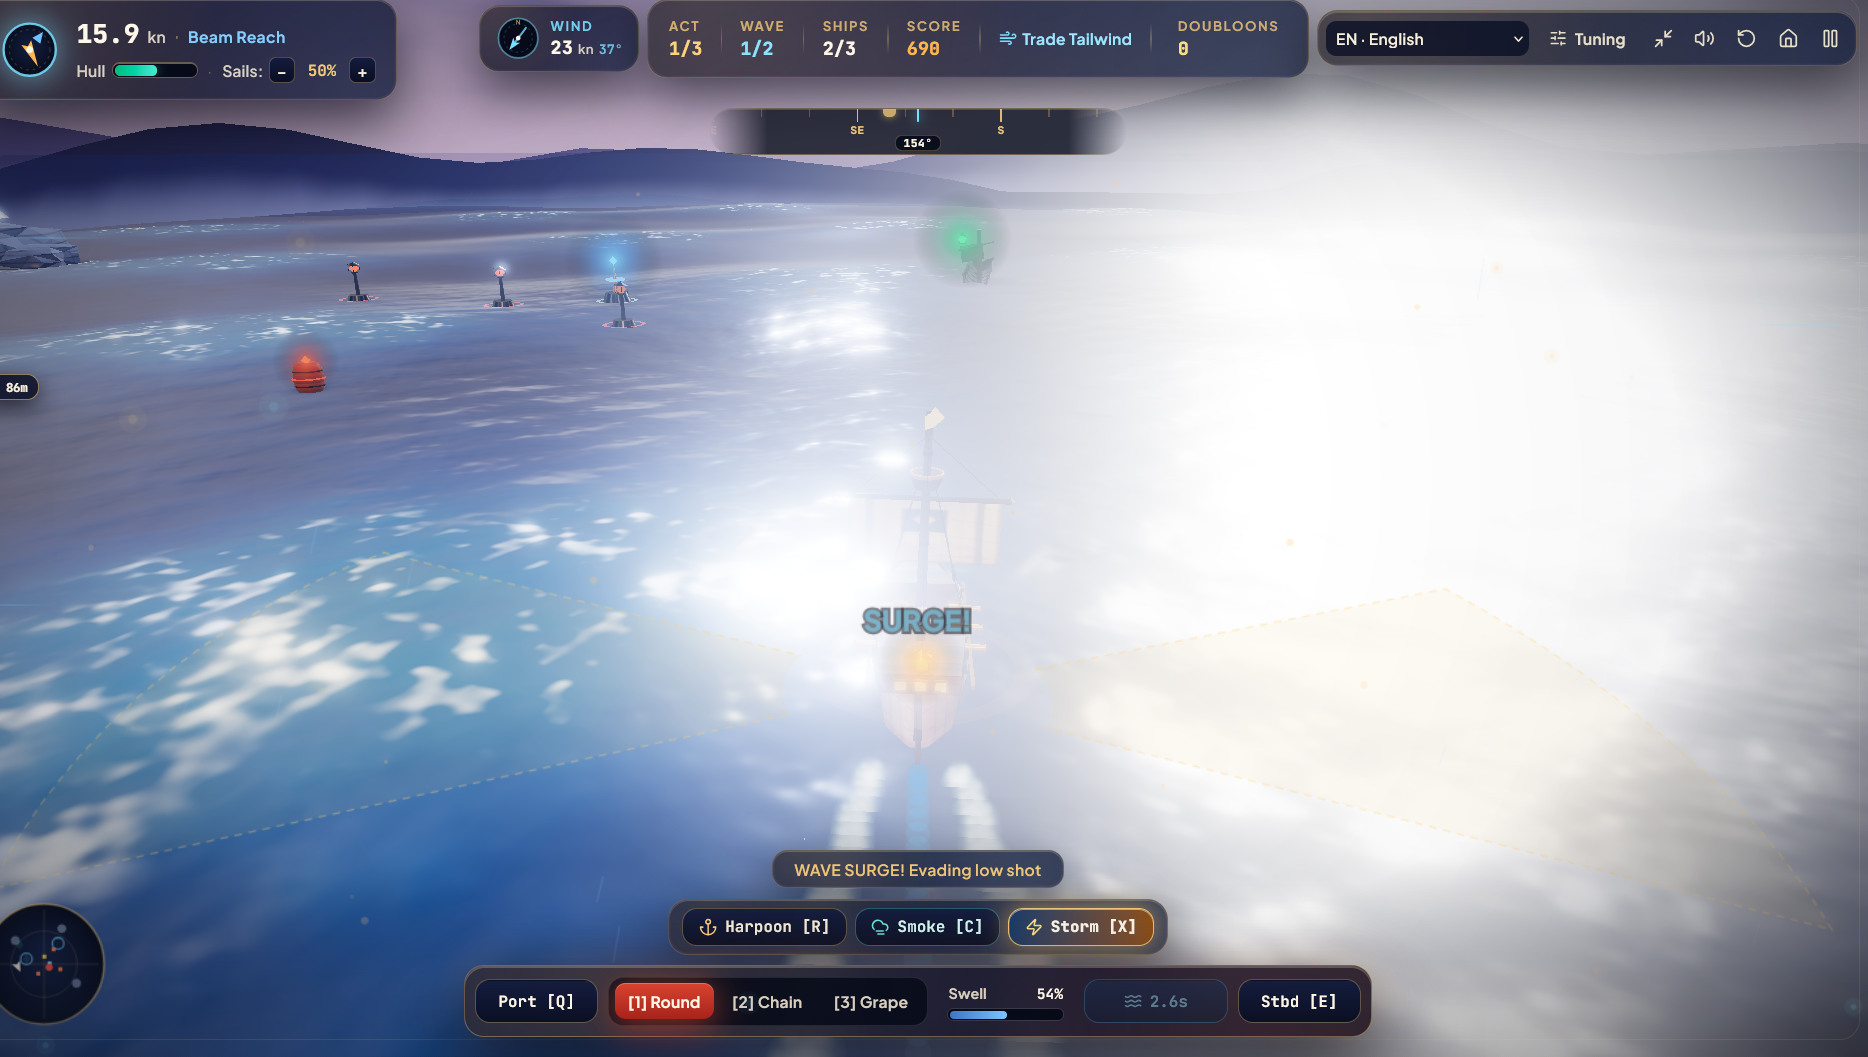 15.9 kn · Beam Reach
Hull · Sails: - 50% +
N
WIND
23 kn 37°
ACT
1/3
WAVE
1/2
SHIPS
2/3
SCORE
690
Trade Tailwind
DOUBLOONS
0
EN · English
Tuning
SE
S
154°
86m
SURGE!
WAVE SURGE! Evading low shot
Harpoon [R]
Smoke [C]
Storm [X]
Port [Q]
[1] Round
[2] Chain
[3] Grape
Swell 54%
2.6s
Stbd [E]